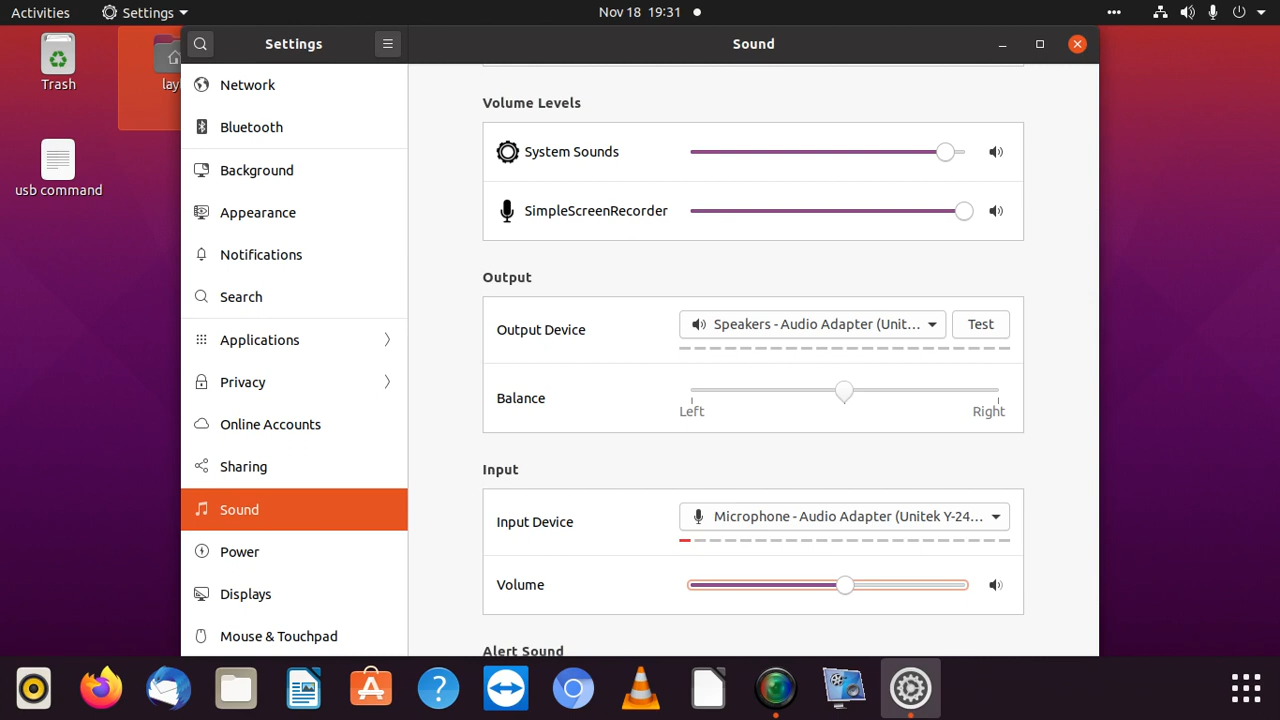 Activities
Settings
Nov 18 19:31
Trash
lay
usb command
Settings
Sound
Network
Bluetooth
Background
Appearance
Notifications
Search
Applications
Privacy
Online Accounts
Sharing
Sound
Power
Displays
Mouse & Touchpad
Volume Levels
System Sounds
SimpleScreenRecorder
Output
Output Device
Speakers - Audio Adapter (Unit…
Test
Balance
Left
Right
Input
Input Device
Microphone - Audio Adapter (Unitek Y-24…
Volume
Alert Sound